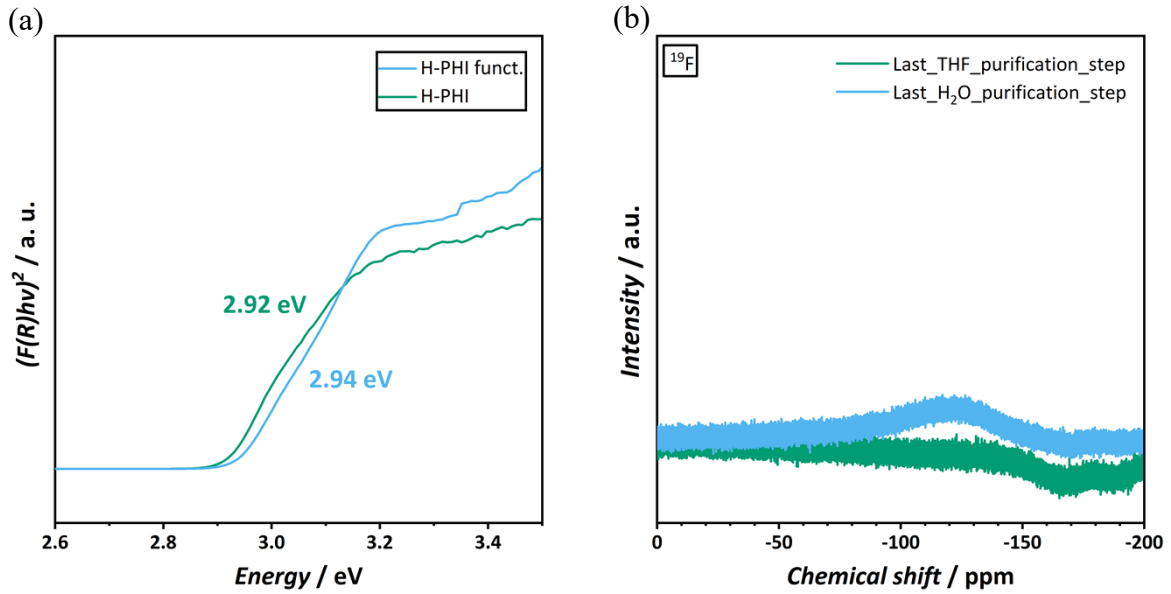 (a)
H-PHI funct.
H-PHI
(F(R)hν)² / a. u.
2.92 eV
2.94 eV
2.6 2.8 3.0 3.2 3.4
Energy / eV
(b)
¹⁹F
Last_THF_purification_step
Last_H₂O_purification_step
Intensity / a.u.
0 -50 -100 -150 -200
Chemical shift / ppm